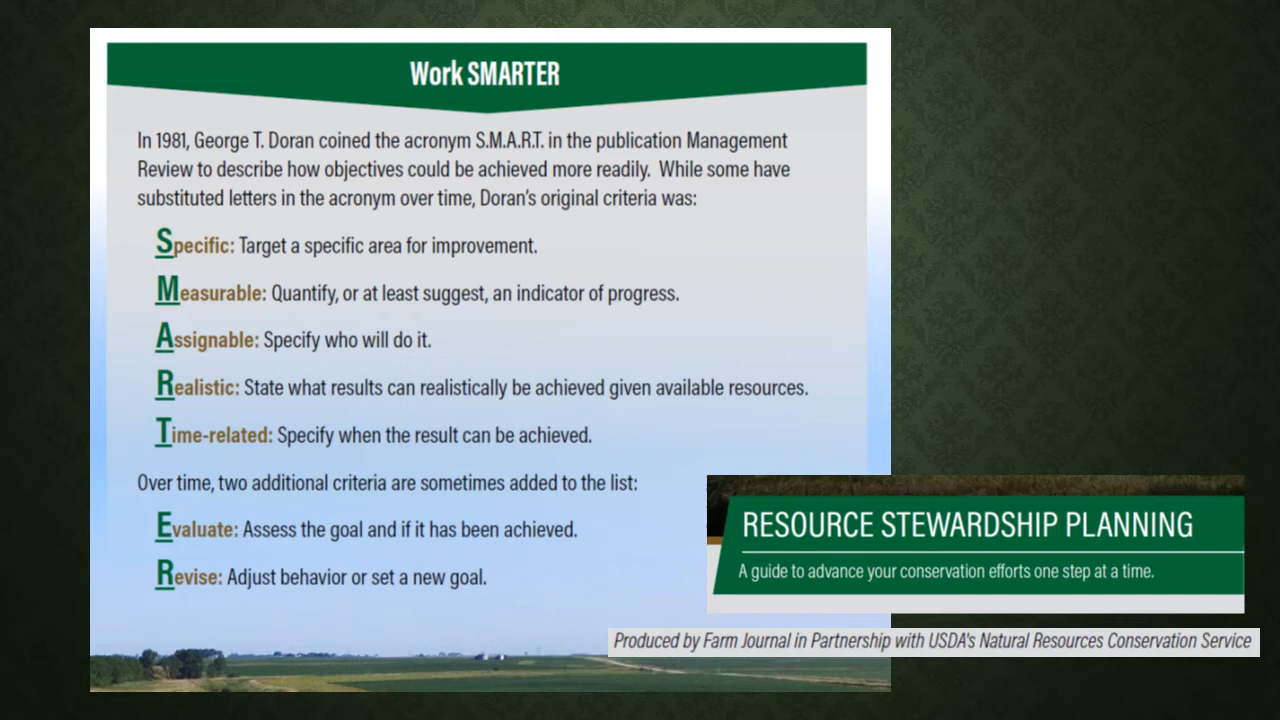 Work SMARTER
In 1981, George T. Doran coined the acronym S.M.A.R.T. in the publication Management
Review to describe how objectives could be achieved more readily.  While some have
substituted letters in the acronym over time, Doran's original criteria was:
Specific: Target a specific area for improvement.
Measurable: Quantify, or at least suggest, an indicator of progress.
Assignable: Specify who will do it.
Realistic: State what results can realistically be achieved given available resources.
Time-related: Specify when the result can be achieved.
Over time, two additional criteria are sometimes added to the list:
Evaluate: Assess the goal and if it has been achieved.
Revise: Adjust behavior or set a new goal.
RESOURCE STEWARDSHIP PLANNING
A guide to advance your conservation efforts one step at a time.
Produced by Farm Journal in Partnership with USDA's Natural Resources Conservation Service